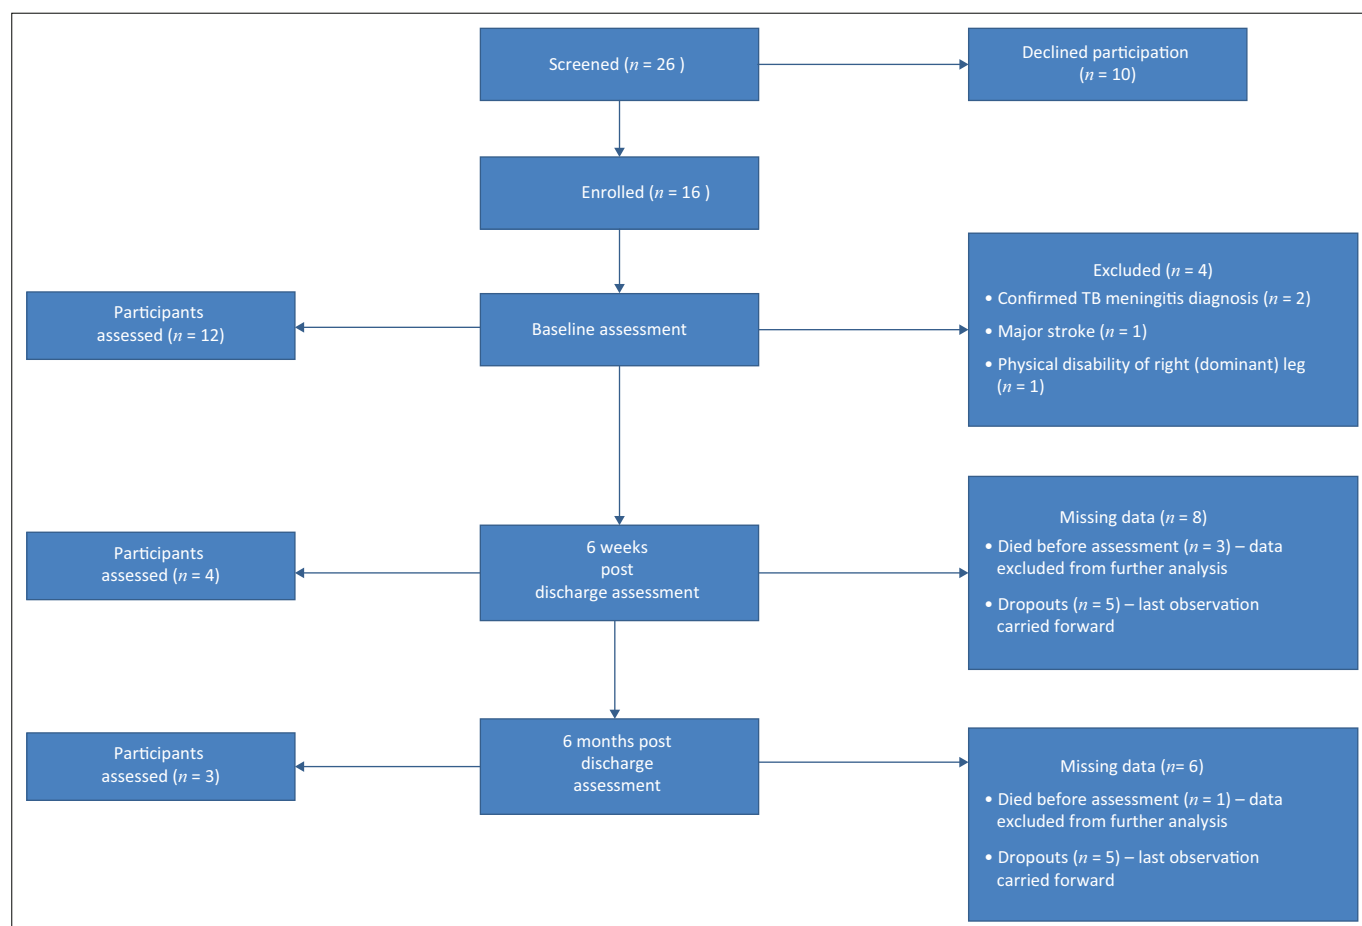 Screened (n = 26 )
Declined participation
(n = 10)
Enrolled (n = 16 )
Excluded (n = 4)
• Confirmed TB meningitis diagnosis (n = 2)
• Major stroke (n = 1)
• Physical disability of right (dominant) leg
(n = 1)
Participants
assessed (n = 12)
Baseline assessment
Missing data (n = 8)
• Died before assessment (n = 3) – data
excluded from further analysis
• Dropouts (n = 5) – last observation
carried forward
Participants
assessed (n = 4)
6 weeks
post
discharge assessment
Participants
assessed (n = 3)
6 months post
discharge
assessment
Missing data (n= 6)
• Died before assessment (n = 1) – data
excluded from further analysis
• Dropouts (n = 5) – last observation
carried forward